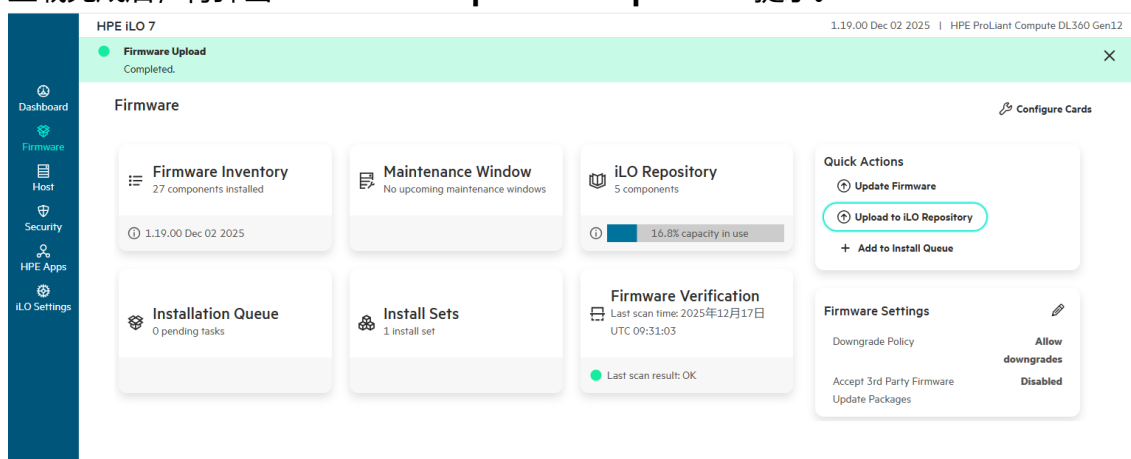 HPE iLO 7
1.19.00 Dec 02 2025 | HPE ProLiant Compute DL360 Gen12
Firmware Upload
Completed.
Dashboard
Firmware
Host
Security
HPE Apps
iLO Settings
Firmware
Configure Cards
Firmware Inventory
27 components installed
1.19.00 Dec 02 2025
Maintenance Window
No upcoming maintenance windows
iLO Repository
5 components
16.8% capacity in use
Installation Queue
0 pending tasks
Install Sets
1 install set
Firmware Verification
Last scan time: 2025年12月17日
UTC 09:31:03
Last scan result: OK
Quick Actions
Update Firmware
Upload to iLO Repository
+ Add to Install Queue
Firmware Settings
Downgrade Policy
Allow
downgrades
Accept 3rd Party Firmware
Update Packages
Disabled